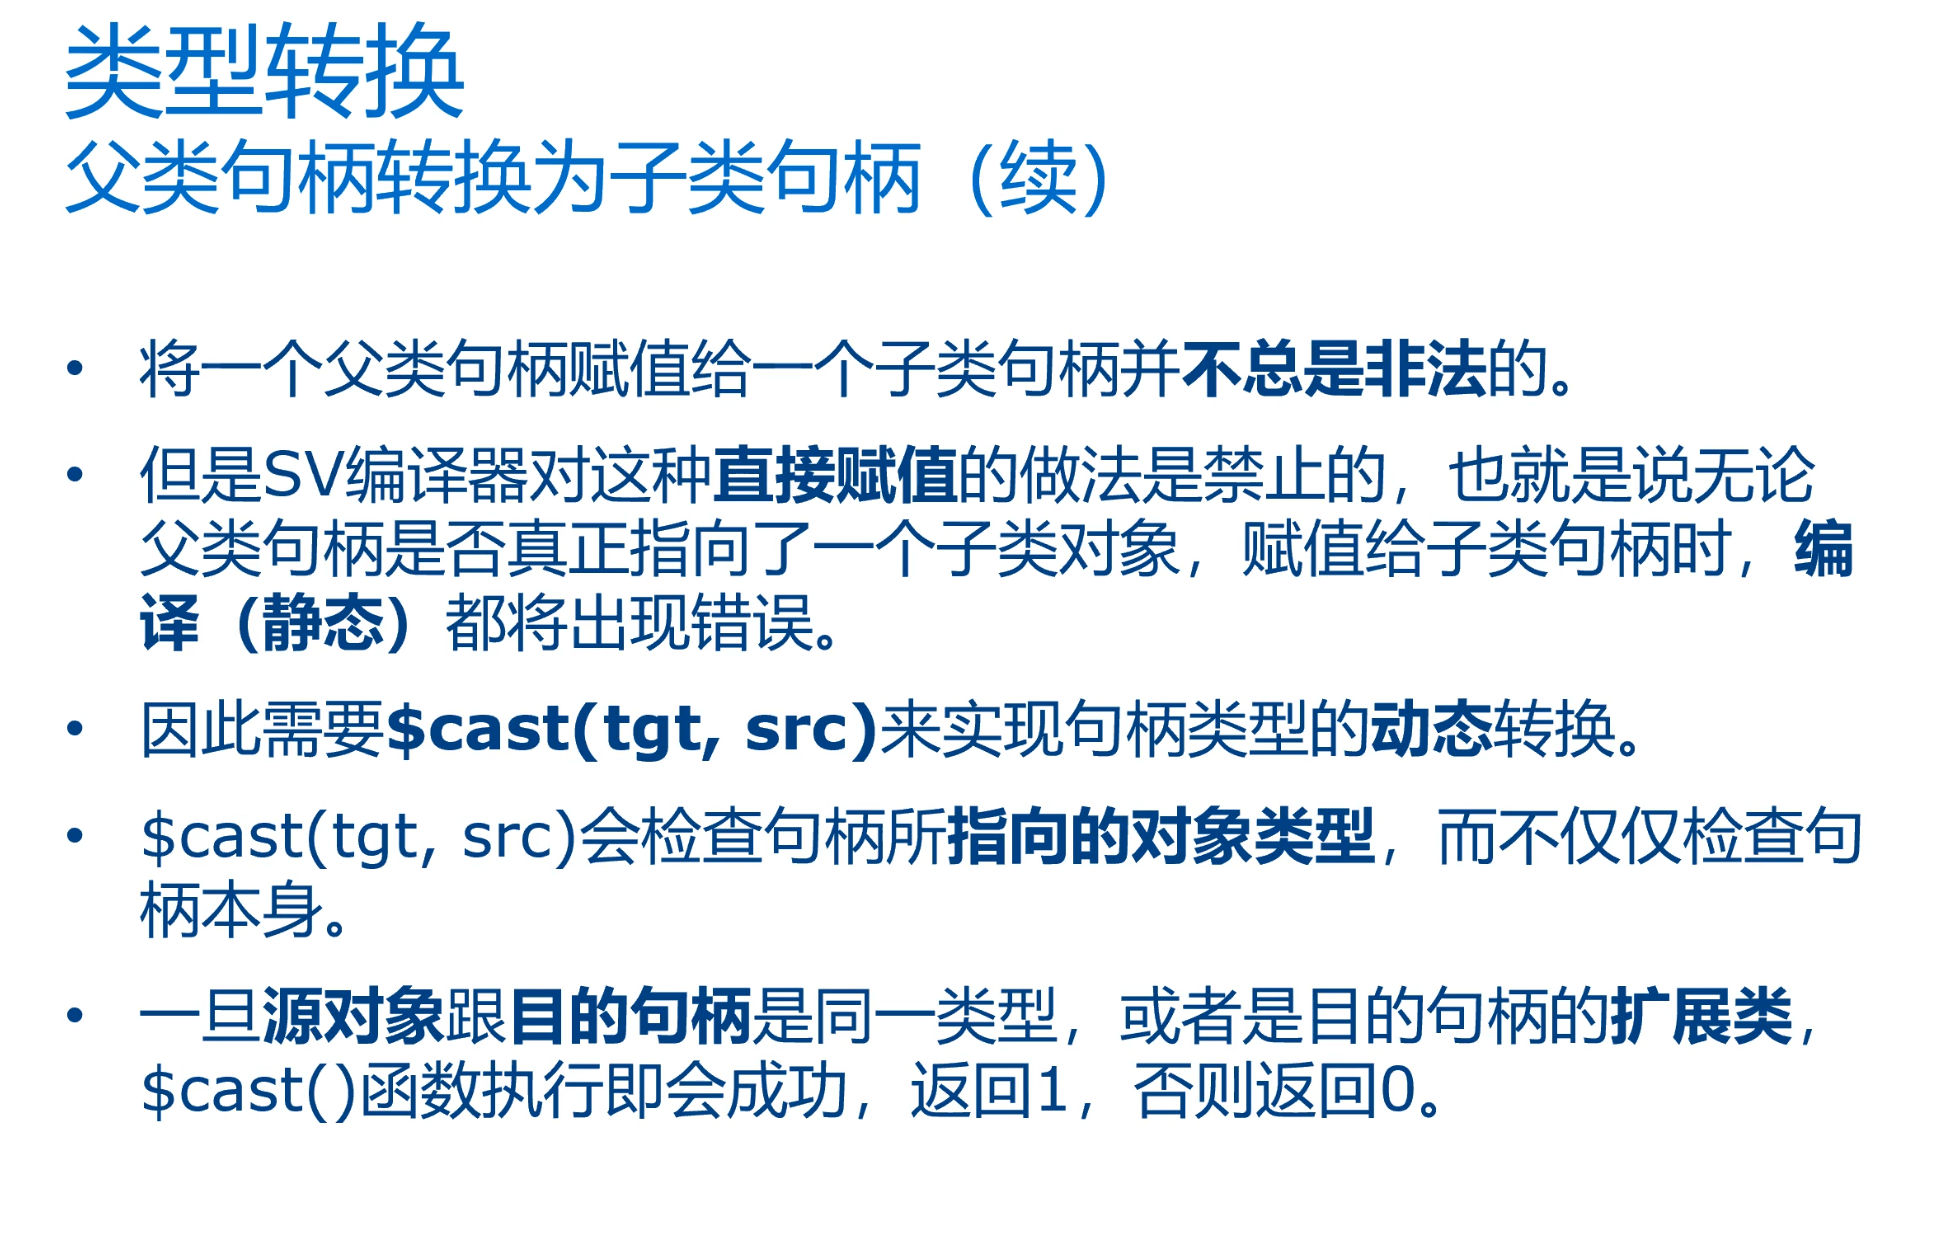 类型转换
父类句柄转换为子类句柄（续）
• 将一个父类句柄赋值给一个子类句柄并不总是非法的。
• 但是SV编译器对这种直接赋值的做法是禁止的，也就是说无论
父类句柄是否真正指向了一个子类对象，赋值给子类句柄时，编
译（静态）都将出现错误。
• 因此需要$cast(tgt, src)来实现句柄类型的动态转换。
• $cast(tgt, src)会检查句柄所指向的对象类型，而不仅仅检查句
柄本身。
• 一旦源对象跟目的句柄是同一类型，或者是目的句柄的扩展类，
$cast()函数执行即会成功，返回1，否则返回0。